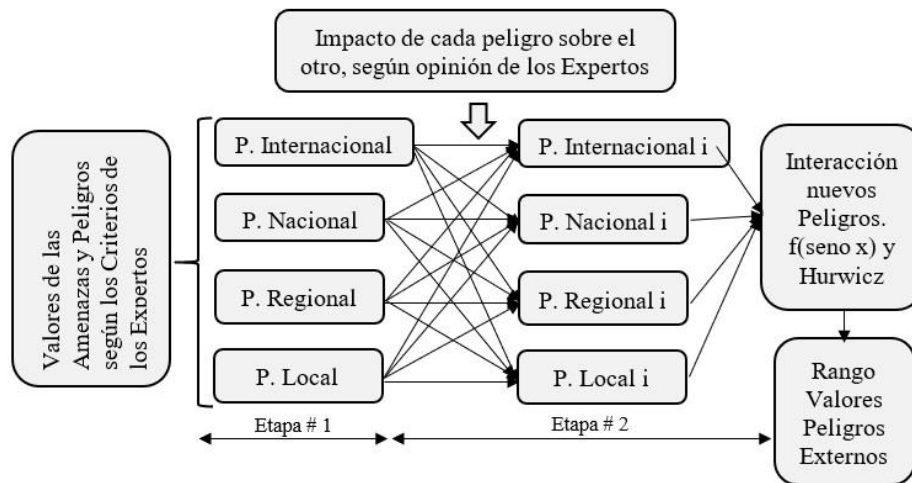 Impacto de cada peligro sobre el
otro, según opinión de los Expertos
Valores de las
Amenazas y Peligros
según los Criterios de
los Expertos
P. Internacional
P. Nacional
P. Regional
P. Local
P. Internacional i
P. Nacional i
P. Regional i
P. Local i
Interacción
nuevos
Peligros.
f(seno x) y
Hurwicz
Rango
Valores
Peligros
Externos
Etapa # 1
Etapa # 2